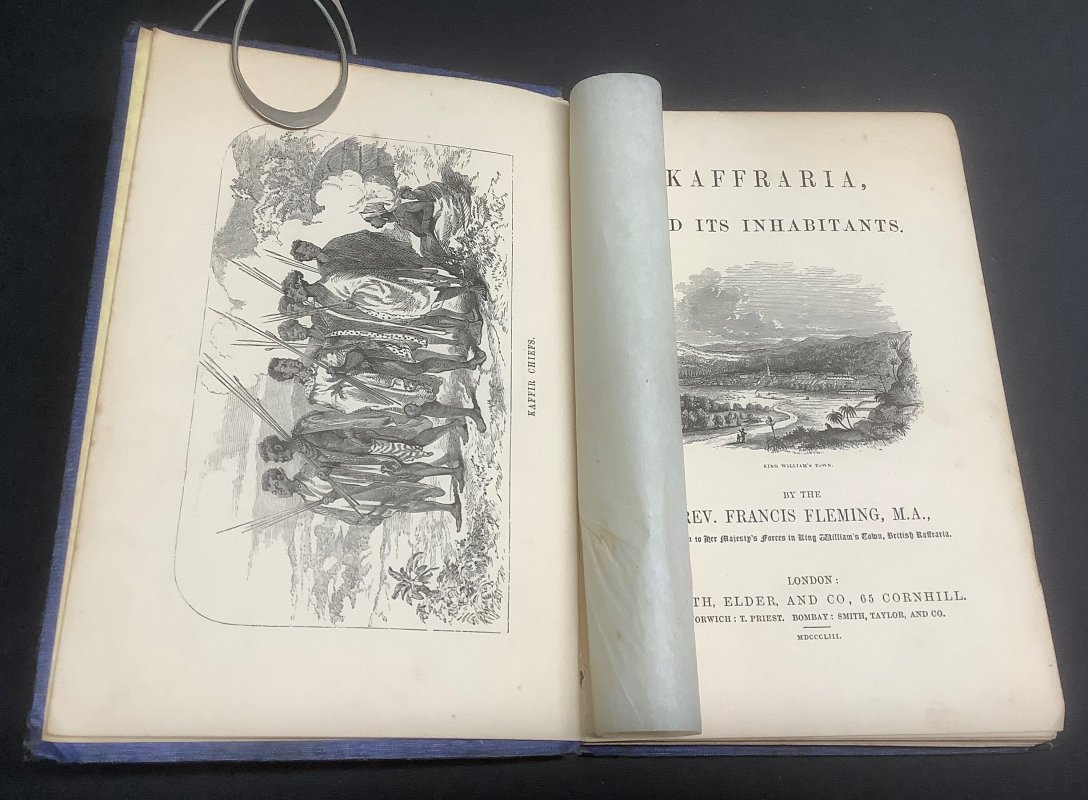 KAFFIR CHIEFS.
KAFFRARIA,
D ITS INHABITANTS.
KING WILLIAM'S TOWN.
BY THE
REV. FRANCIS FLEMING, M.A.,
n to Her Majesty's Forces in King William's Town, British Kaffraria.
LONDON:
TH, ELDER, AND CO, 65 CORNHILL.
ORWICH: T. PRIEST. BOMBAY: SMITH, TAYLOR, AND CO.
MDCCCLIII.